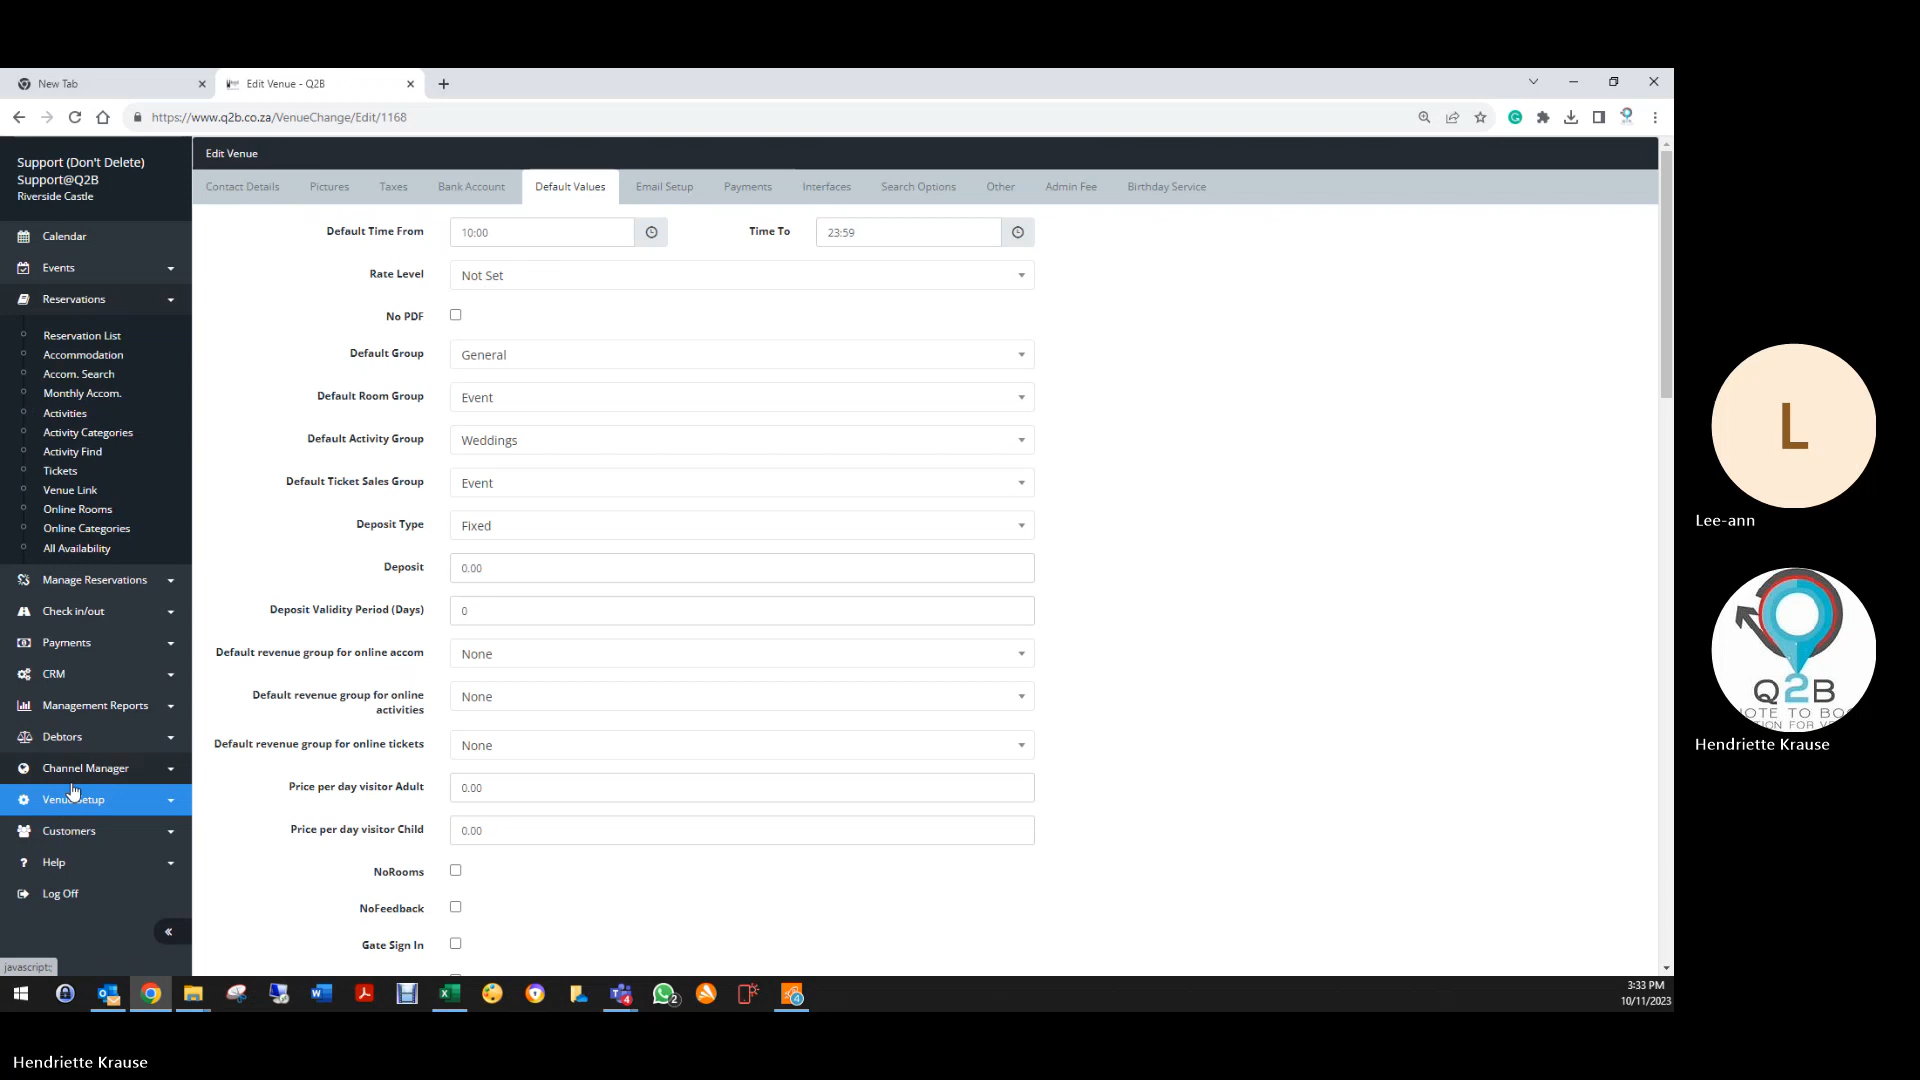 New Tab
Edit Venue - Q2B
https://www.q2b.co.za/VenueChange/Edit/1168
Support (Don't Delete)
Support@Q2B
Riverside Castle
Calendar
Events
Reservations
Reservation List
Accommodation
Accom. Search
Monthly Accom.
Activities
Activity Categories
Activity Find
Tickets
Venue Link
Online Rooms
Online Categories
All Availability
Manage Reservations
Check in/out
Payments
CRM
Management Reports
Debtors
Channel Manager
Venue Setup
Customers
Help
Log Off
javascript:;
Edit Venue
Contact Details Pictures Taxes Bank Account Default Values Email Setup Payments Interfaces Search Options Other Admin Fee Birthday Service
Default Time From 10:00 Time To 23:59
Rate Level Not Set
No PDF
Default Group General
Default Room Group Event
Default Activity Group Weddings
Default Ticket Sales Group Event
Deposit Type Fixed
Deposit 0.00
Deposit Validity Period (Days) 0
Default revenue group for online accom None
Default revenue group for online
activities None
Default revenue group for online tickets None
Price per day visitor Adult 0.00
Price per day visitor Child 0.00
NoRooms
NoFeedback
Gate Sign In
3:33 PM
10/11/2023
L
Lee-ann
Q2B
Hendriette Krause
Hendriette Krause